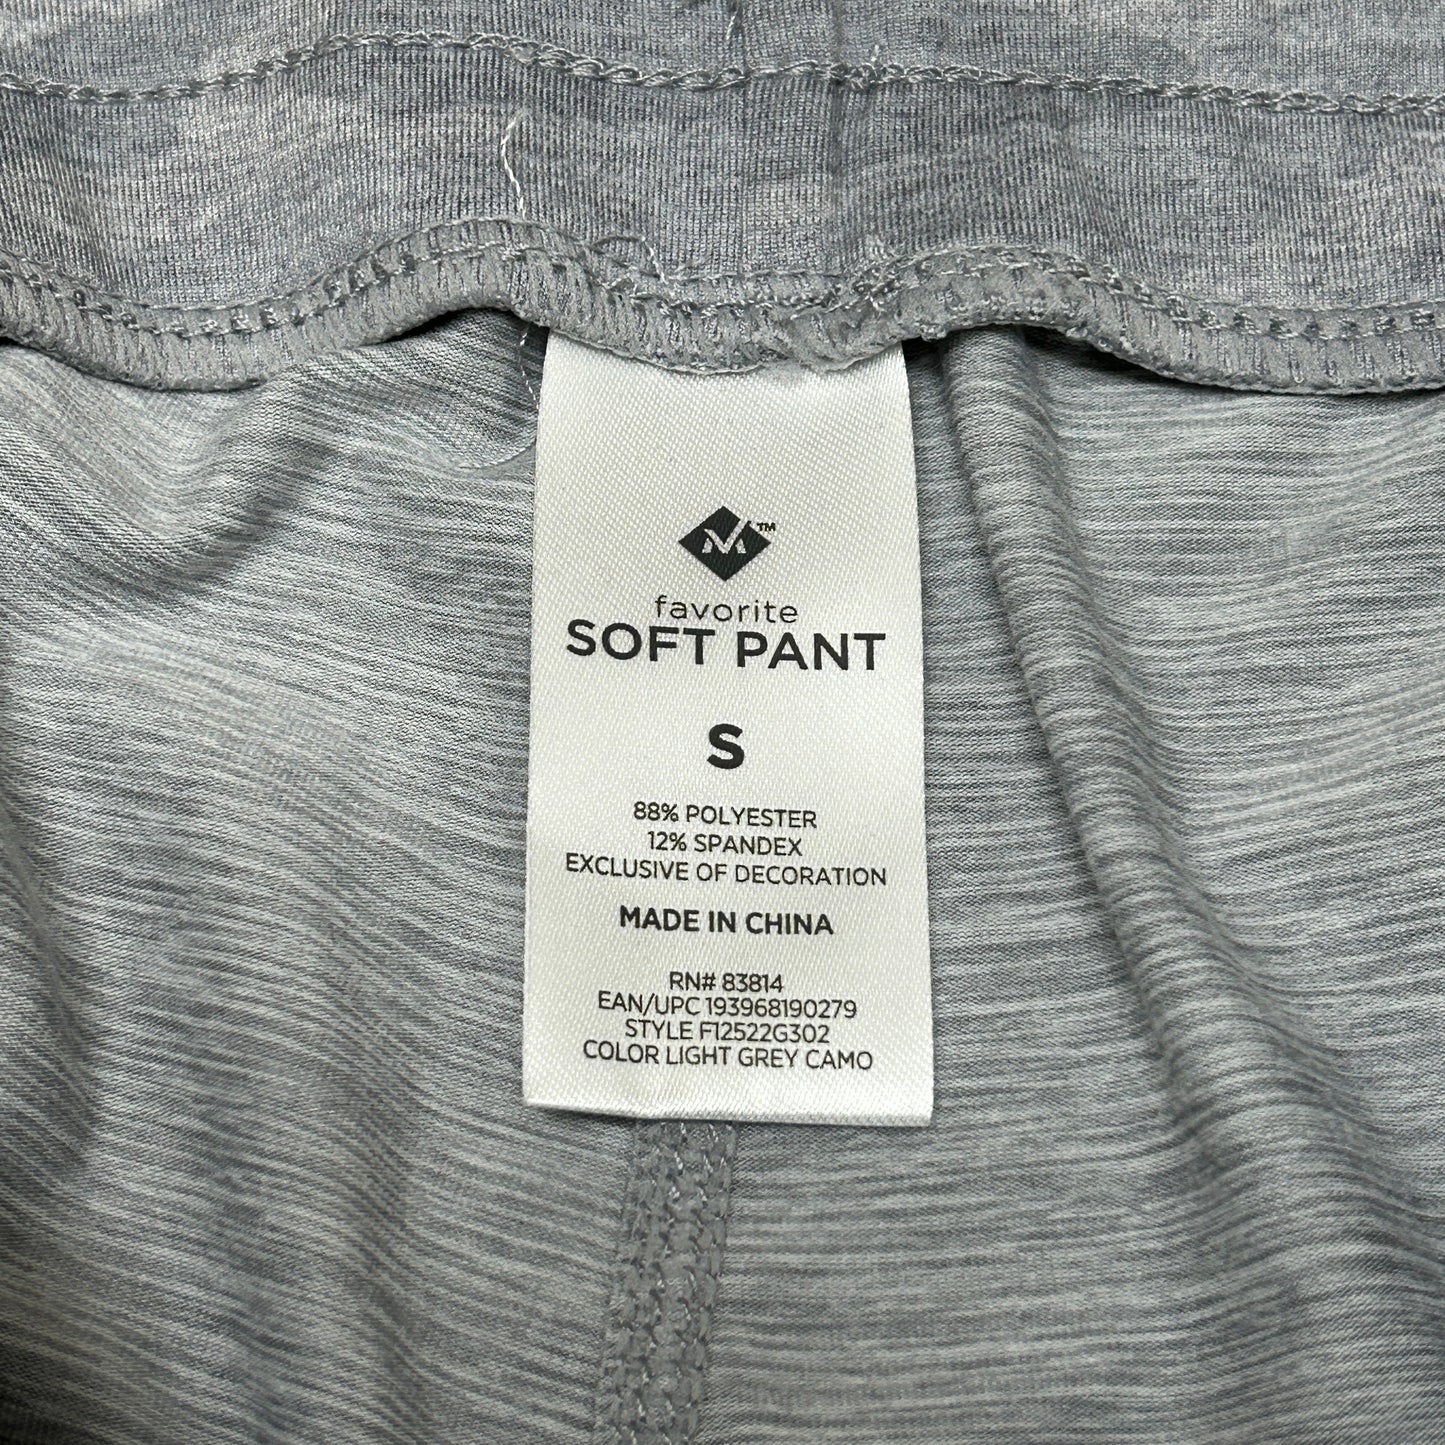 M™
favorite
SOFT PANT
S
88% POLYESTER
12% SPANDEX
EXCLUSIVE OF DECORATION
MADE IN CHINA
RN# 83814
EAN/UPC 193968190279
STYLE F12522G302
COLOR LIGHT GREY CAMO